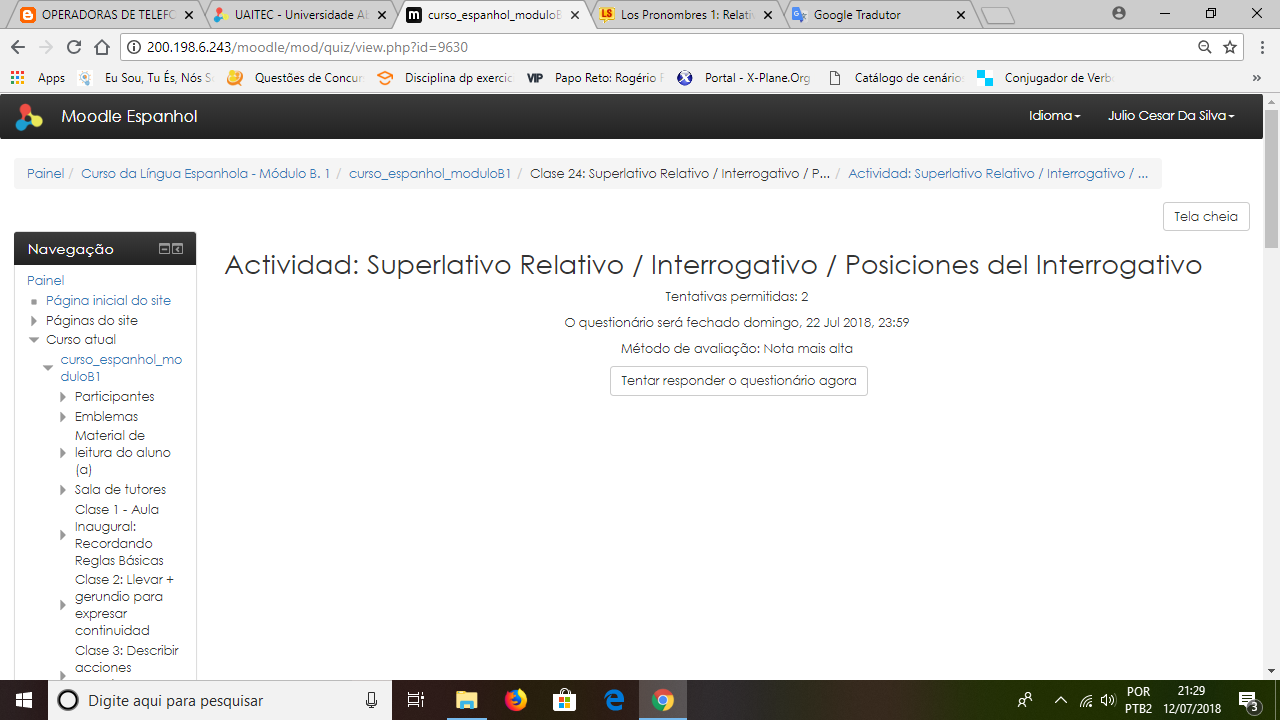 OPERADORAS DE TELEFO
UAITEC - Universidade Ab
curso_espanhol_moduloB
Los Pronombres 1: Relati
Google Tradutor
200.198.6.243/moodle/mod/quiz/view.php?id=9630
Apps
Eu Sou, Tu És, Nós S
Questões de Concur
Disciplina dp exercic
VIP
Papo Reto: Rogério F
Portal - X-Plane.Org
Catálogo de cenário
Conjugador de Verb
»
Moodle Espanhol
Idioma
Julio Cesar Da Silva
Painel / Curso da Língua Espanhola - Módulo B. 1 / curso_espanhol_moduloB1 / Clase 24: Superlativo Relativo / Interrogativo / P... / Actividad: Superlativo Relativo / Interrogativo / ...
Tela cheia
Navegação
Painel
Página inicial do site
Páginas do site
Curso atual
curso_espanhol_mo
duloB1
Participantes
Emblemas
Material de
leitura do aluno
(a)
Sala de tutores
Clase 1 - Aula
Inaugural:
Recordando
Reglas Básicas
Clase 2: Llevar +
gerundio para
expresar
continuidad
Clase 3: Describir
acciones
Actividad: Superlativo Relativo / Interrogativo / Posiciones del Interrogativo
Tentativas permitidas: 2
O questionário será fechado domingo, 22 Jul 2018, 23:59
Método de avaliação: Nota mais alta
Tentar responder o questionário agora
Digite aqui para pesquisar
POR
PTB2
21:29
12/07/2018
3